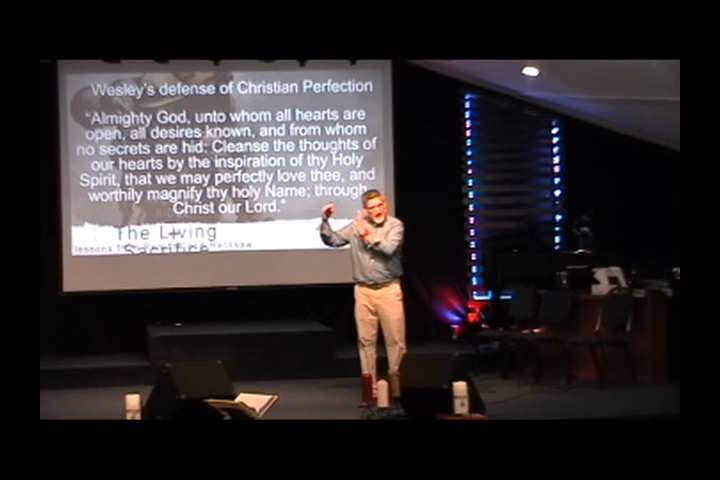 Wesley's defense of Christian Perfection
"Almighty God, unto whom all hearts are
open, all desires known, and from whom
no secrets are hid: Cleanse the thoughts of
our hearts by the inspiration of thy Holy
Spirit, that we may perfectly love thee, and
worthily magnify thy holy Name; through
Christ our Lord."
The Living
Sacrifice
lessons